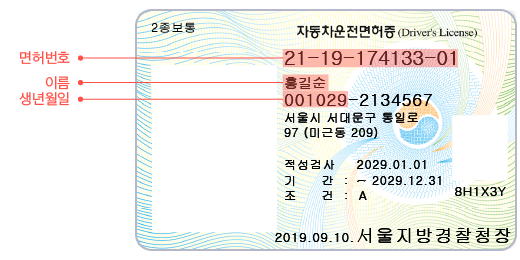 2종보통
자동차운전면허증 (Driver's License)
면허번호
21-19-174133-01
이름
홍길순
생년월일
001029-2134567
서울시 서대문구 통일로
97 (미근동 209)
적성검사 2029.01.01
기 간 : ~ 2029.12.31
조 건 : A
8H1X3Y
2019.09.10. 서울지방경찰청장